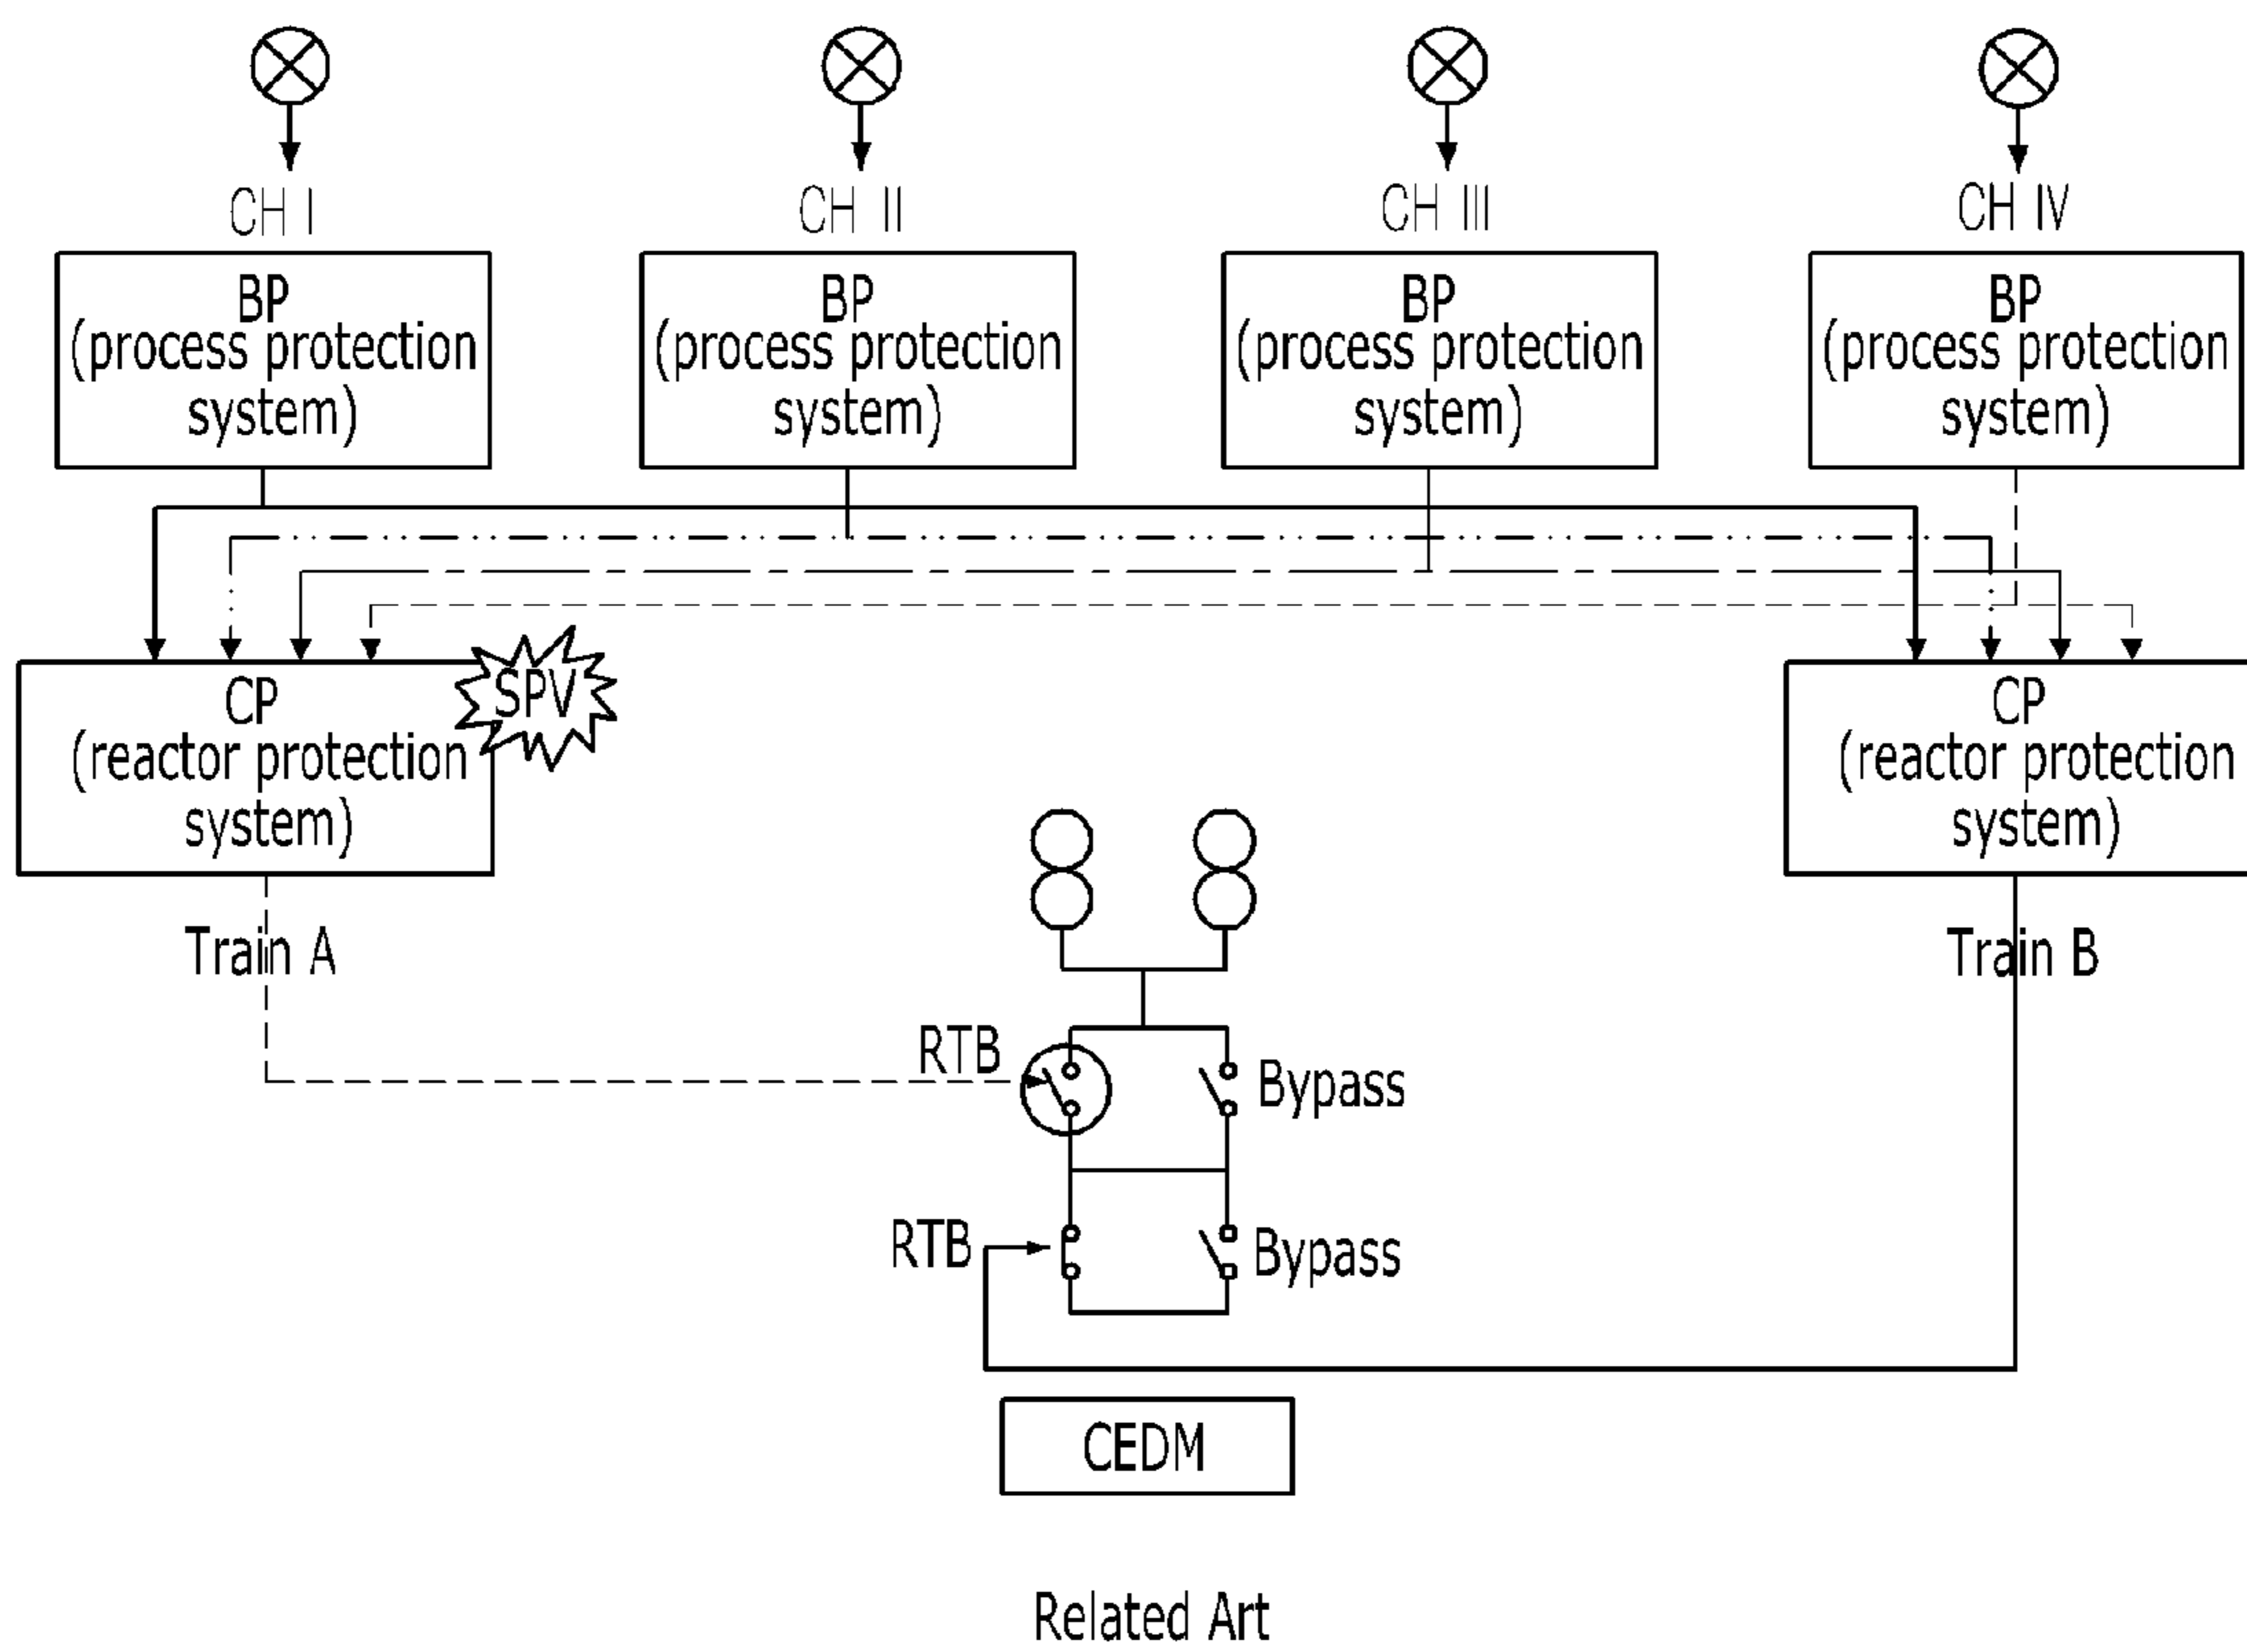 CH I
CH II
CH III
CH IV
BP
(process protection
system)
BP
(process protection
system)
BP
(process protection
system)
BP
(process protection
system)
CP
(reactor protection
system)
SPV
CP
(reactor protection
system)
Train A
Train B
RTB
Bypass
RTB
Bypass
CEDM
Related Art